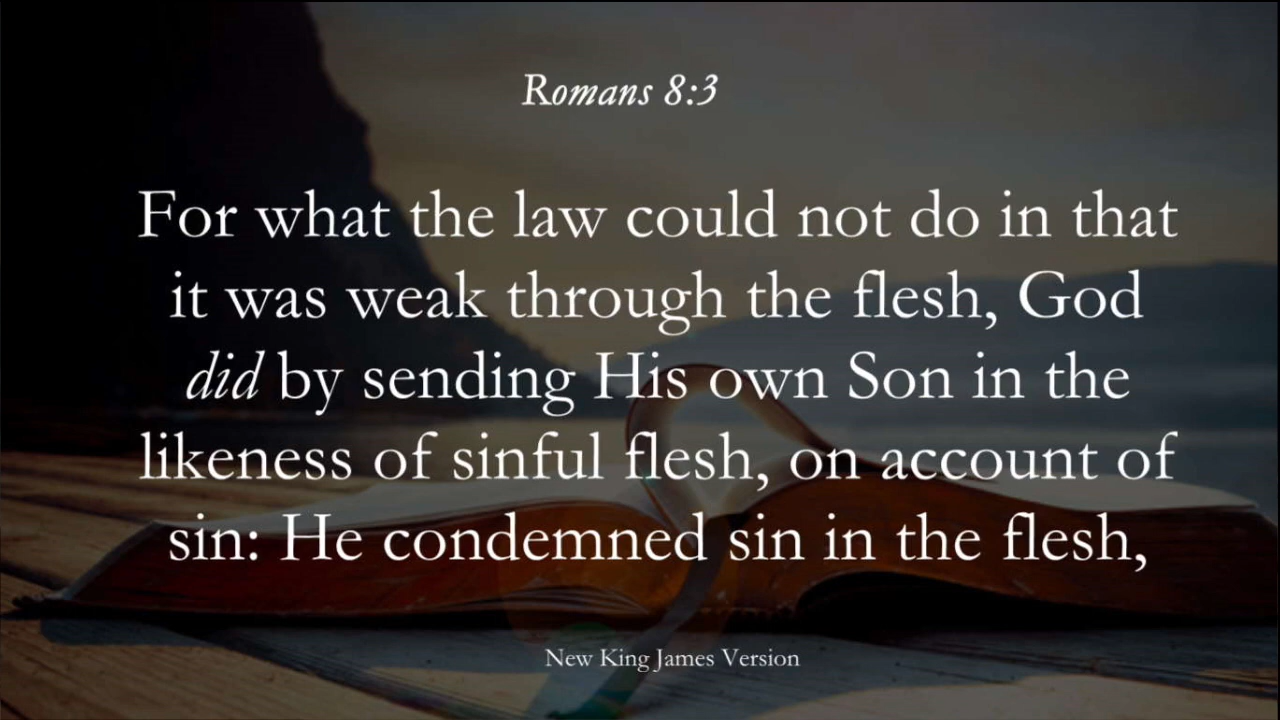 Romans 8:3
For what the law could not do in that
it was weak through the flesh, God
did by sending His own Son in the
likeness of sinful flesh, on account of
sin: He condemned sin in the flesh,
New King James Version